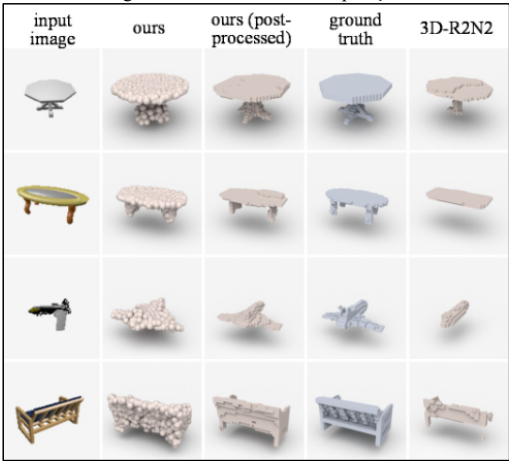 input
image
ours
ours (post-
processed)
ground
truth
3D-R2N2